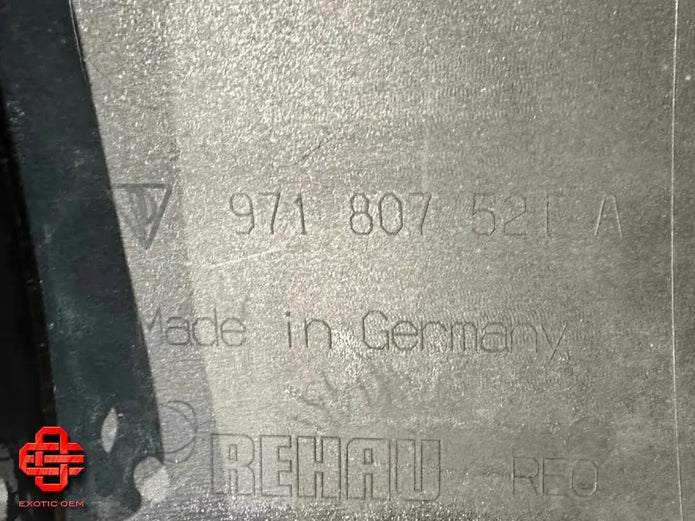 971 807 521 A
Made in Germany
REHAU REO
EXOTIC OEM